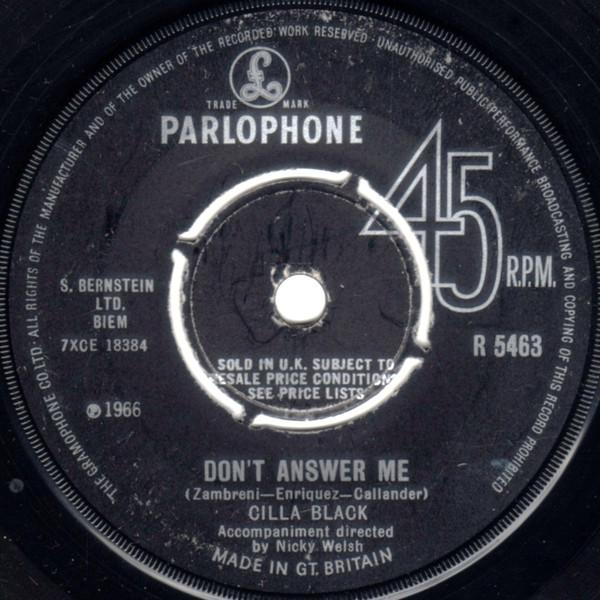 THE GRAMOPHONE CO. LTD. · ALL RIGHTS OF THE MANUFACTURER AND OF THE OWNER OF THE RECORDED WORK RESERVED · UNAUTHORISED PUBLIC PERFORMANCE BROADCASTING AND COPYING OF THIS RECORD PROHIBITED
£
TRADE MARK
PARLOPHONE
45 R.P.M.
S. BERNSTEIN
LTD.
BIEM
7XCE 18384
R 5463
SOLD IN U.K. SUBJECT TO
RESALE PRICE CONDITIONS
SEE PRICE LISTS
℗ 1966
DON'T ANSWER ME
(Zambreni—Enriquez—Callander)
CILLA BLACK
Accompaniment directed
by Nicky Welsh
MADE IN GT. BRITAIN